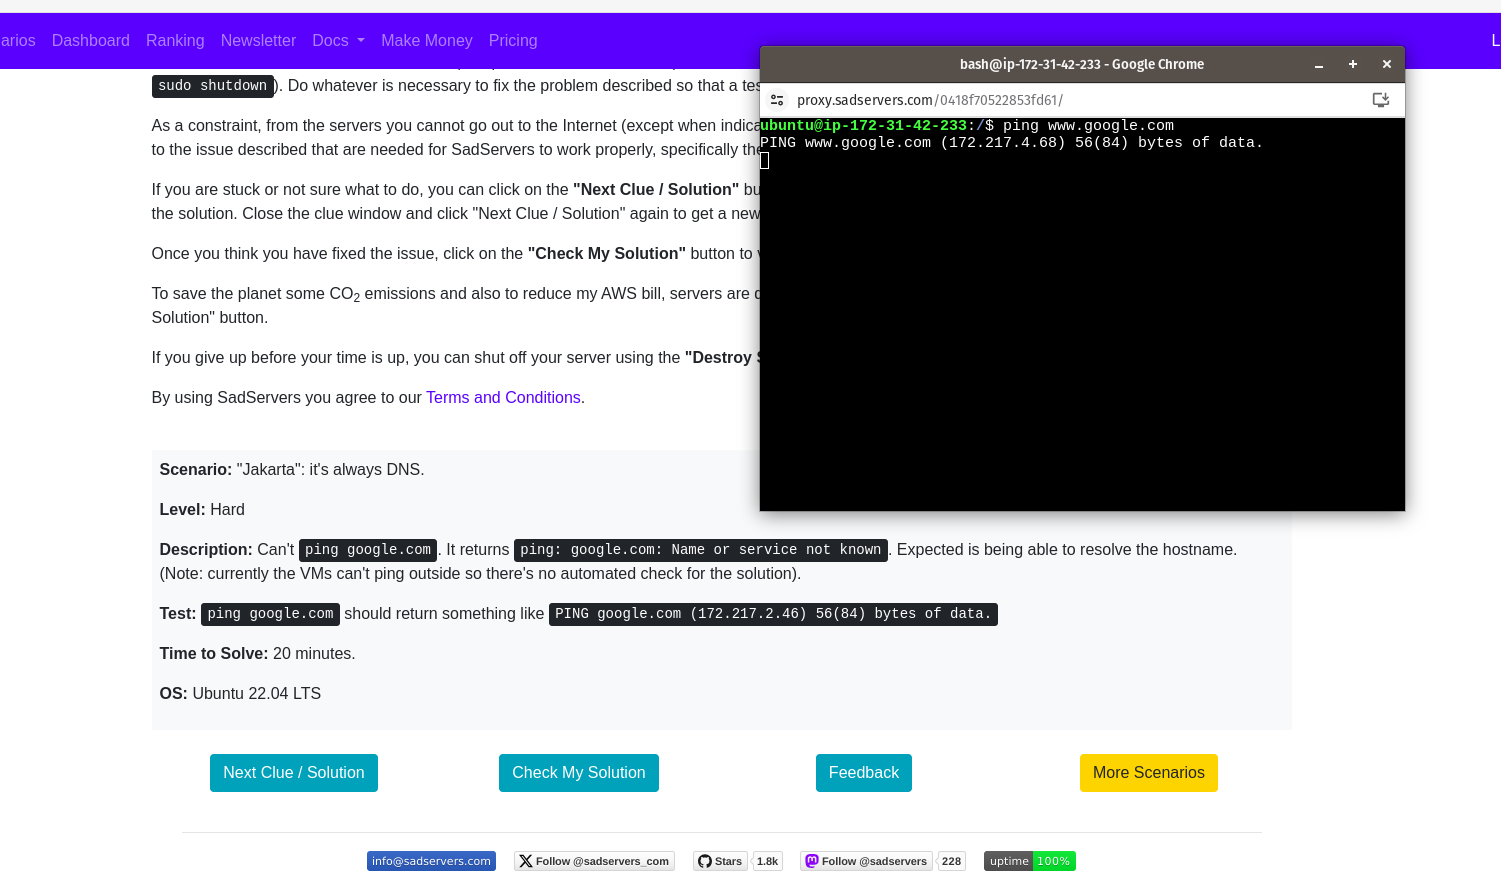 arios Dashboard Ranking Newsletter Docs Make Money Pricing L
bash@ip-172-31-42-233 - Google Chrome
proxy.sadservers.com/0418f70522853fd61/
ubuntu@ip-172-31-42-233:/$ ping www.google.com
PING www.google.com (172.217.4.68) 56(84) bytes of data.
sudo shutdown ). Do whatever is necessary to fix the problem described so that a tes
As a constraint, from the servers you cannot go out to the Internet (except when indica
to the issue described that are needed for SadServers to work properly, specifically the
If you are stuck or not sure what to do, you can click on the "Next Clue / Solution" bu
the solution. Close the clue window and click "Next Clue / Solution" again to get a new
Once you think you have fixed the issue, click on the "Check My Solution" button to v
To save the planet some CO2 emissions and also to reduce my AWS bill, servers are d
Solution" button.
If you give up before your time is up, you can shut off your server using the "Destroy S
By using SadServers you agree to our Terms and Conditions.
Scenario: "Jakarta": it's always DNS.
Level: Hard
Description: Can't ping google.com. It returns ping: google.com: Name or service not known. Expected is being able to resolve the hostname.
(Note: currently the VMs can't ping outside so there's no automated check for the solution).
Test: ping google.com should return something like PING google.com (172.217.2.46) 56(84) bytes of data.
Time to Solve: 20 minutes.
OS: Ubuntu 22.04 LTS
Next Clue / Solution Check My Solution Feedback More Scenarios
info@sadservers.com Follow @sadservers_com Stars 1.8k Follow @sadservers 228 uptime 100%